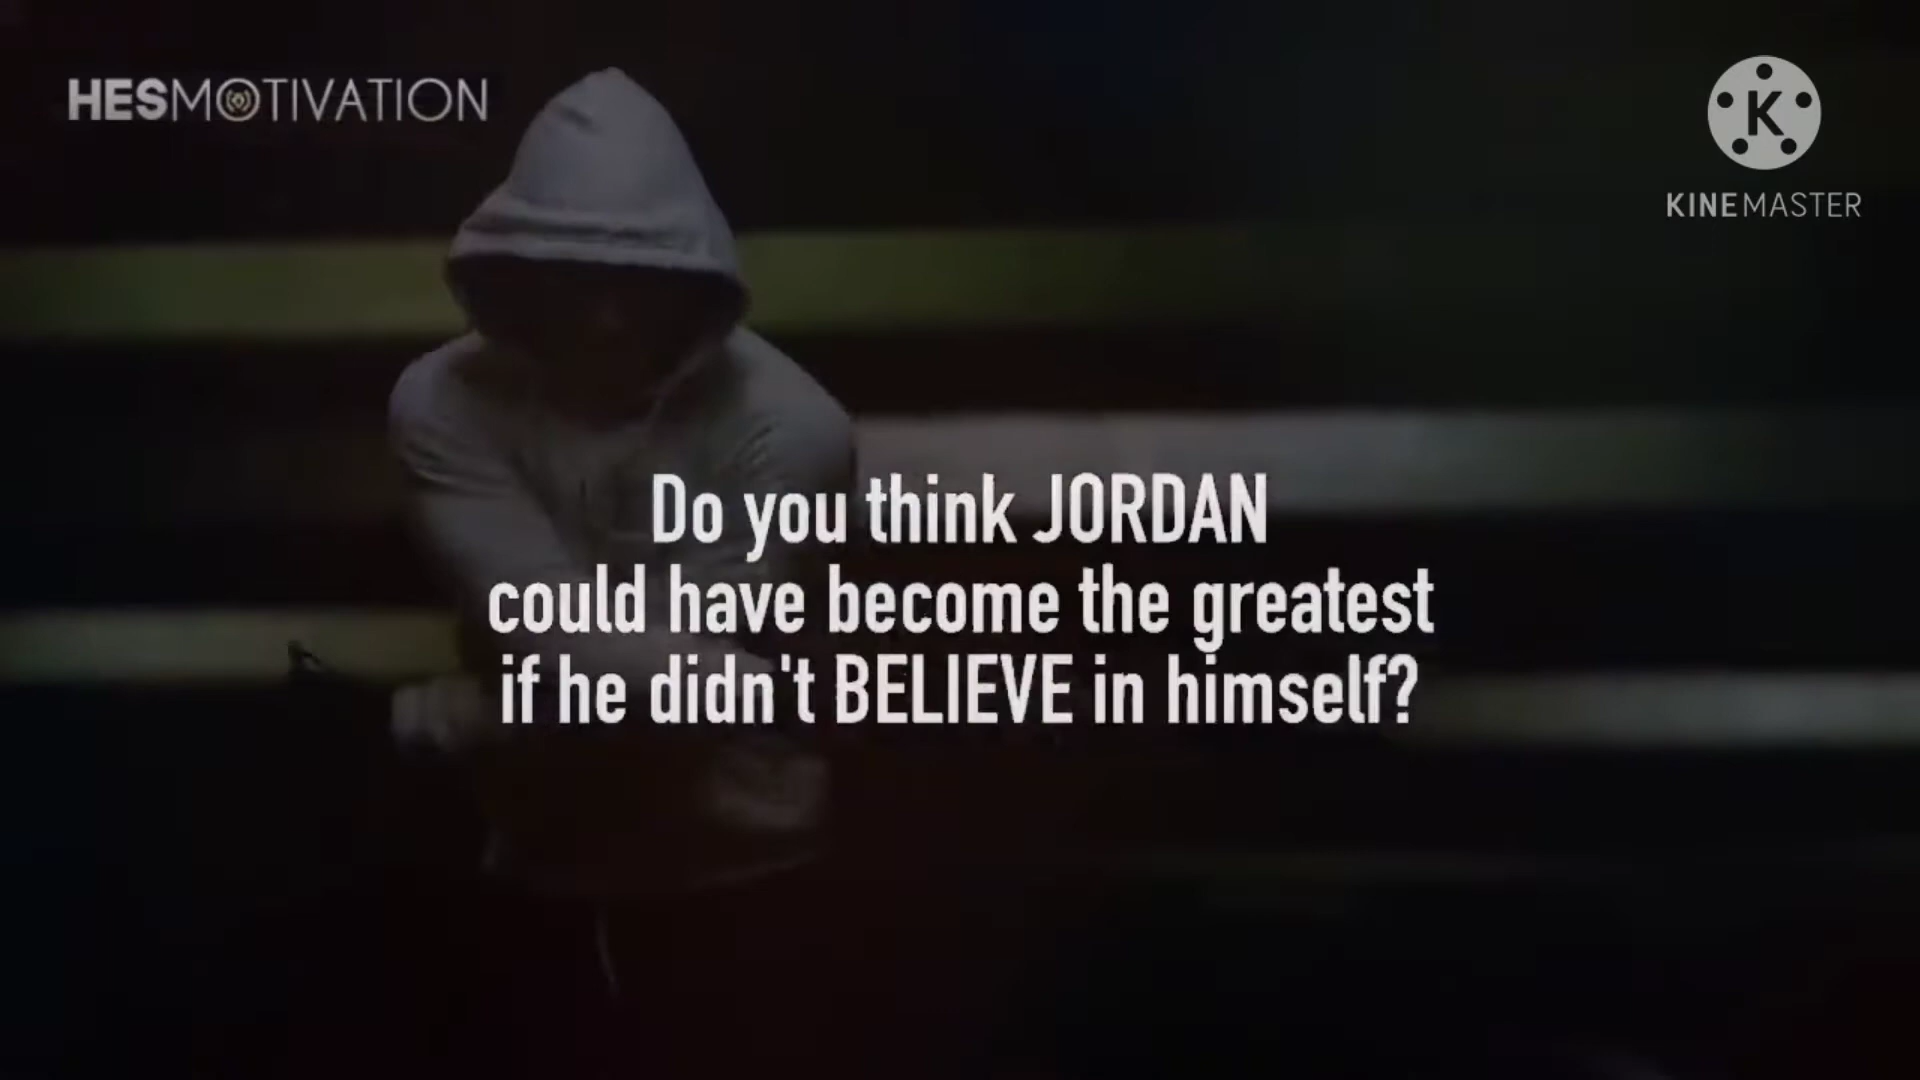 HESMOTIVATION
K
KINEMASTER
Do you think JORDAN
could have become the greatest
if he didn't BELIEVE in himself?